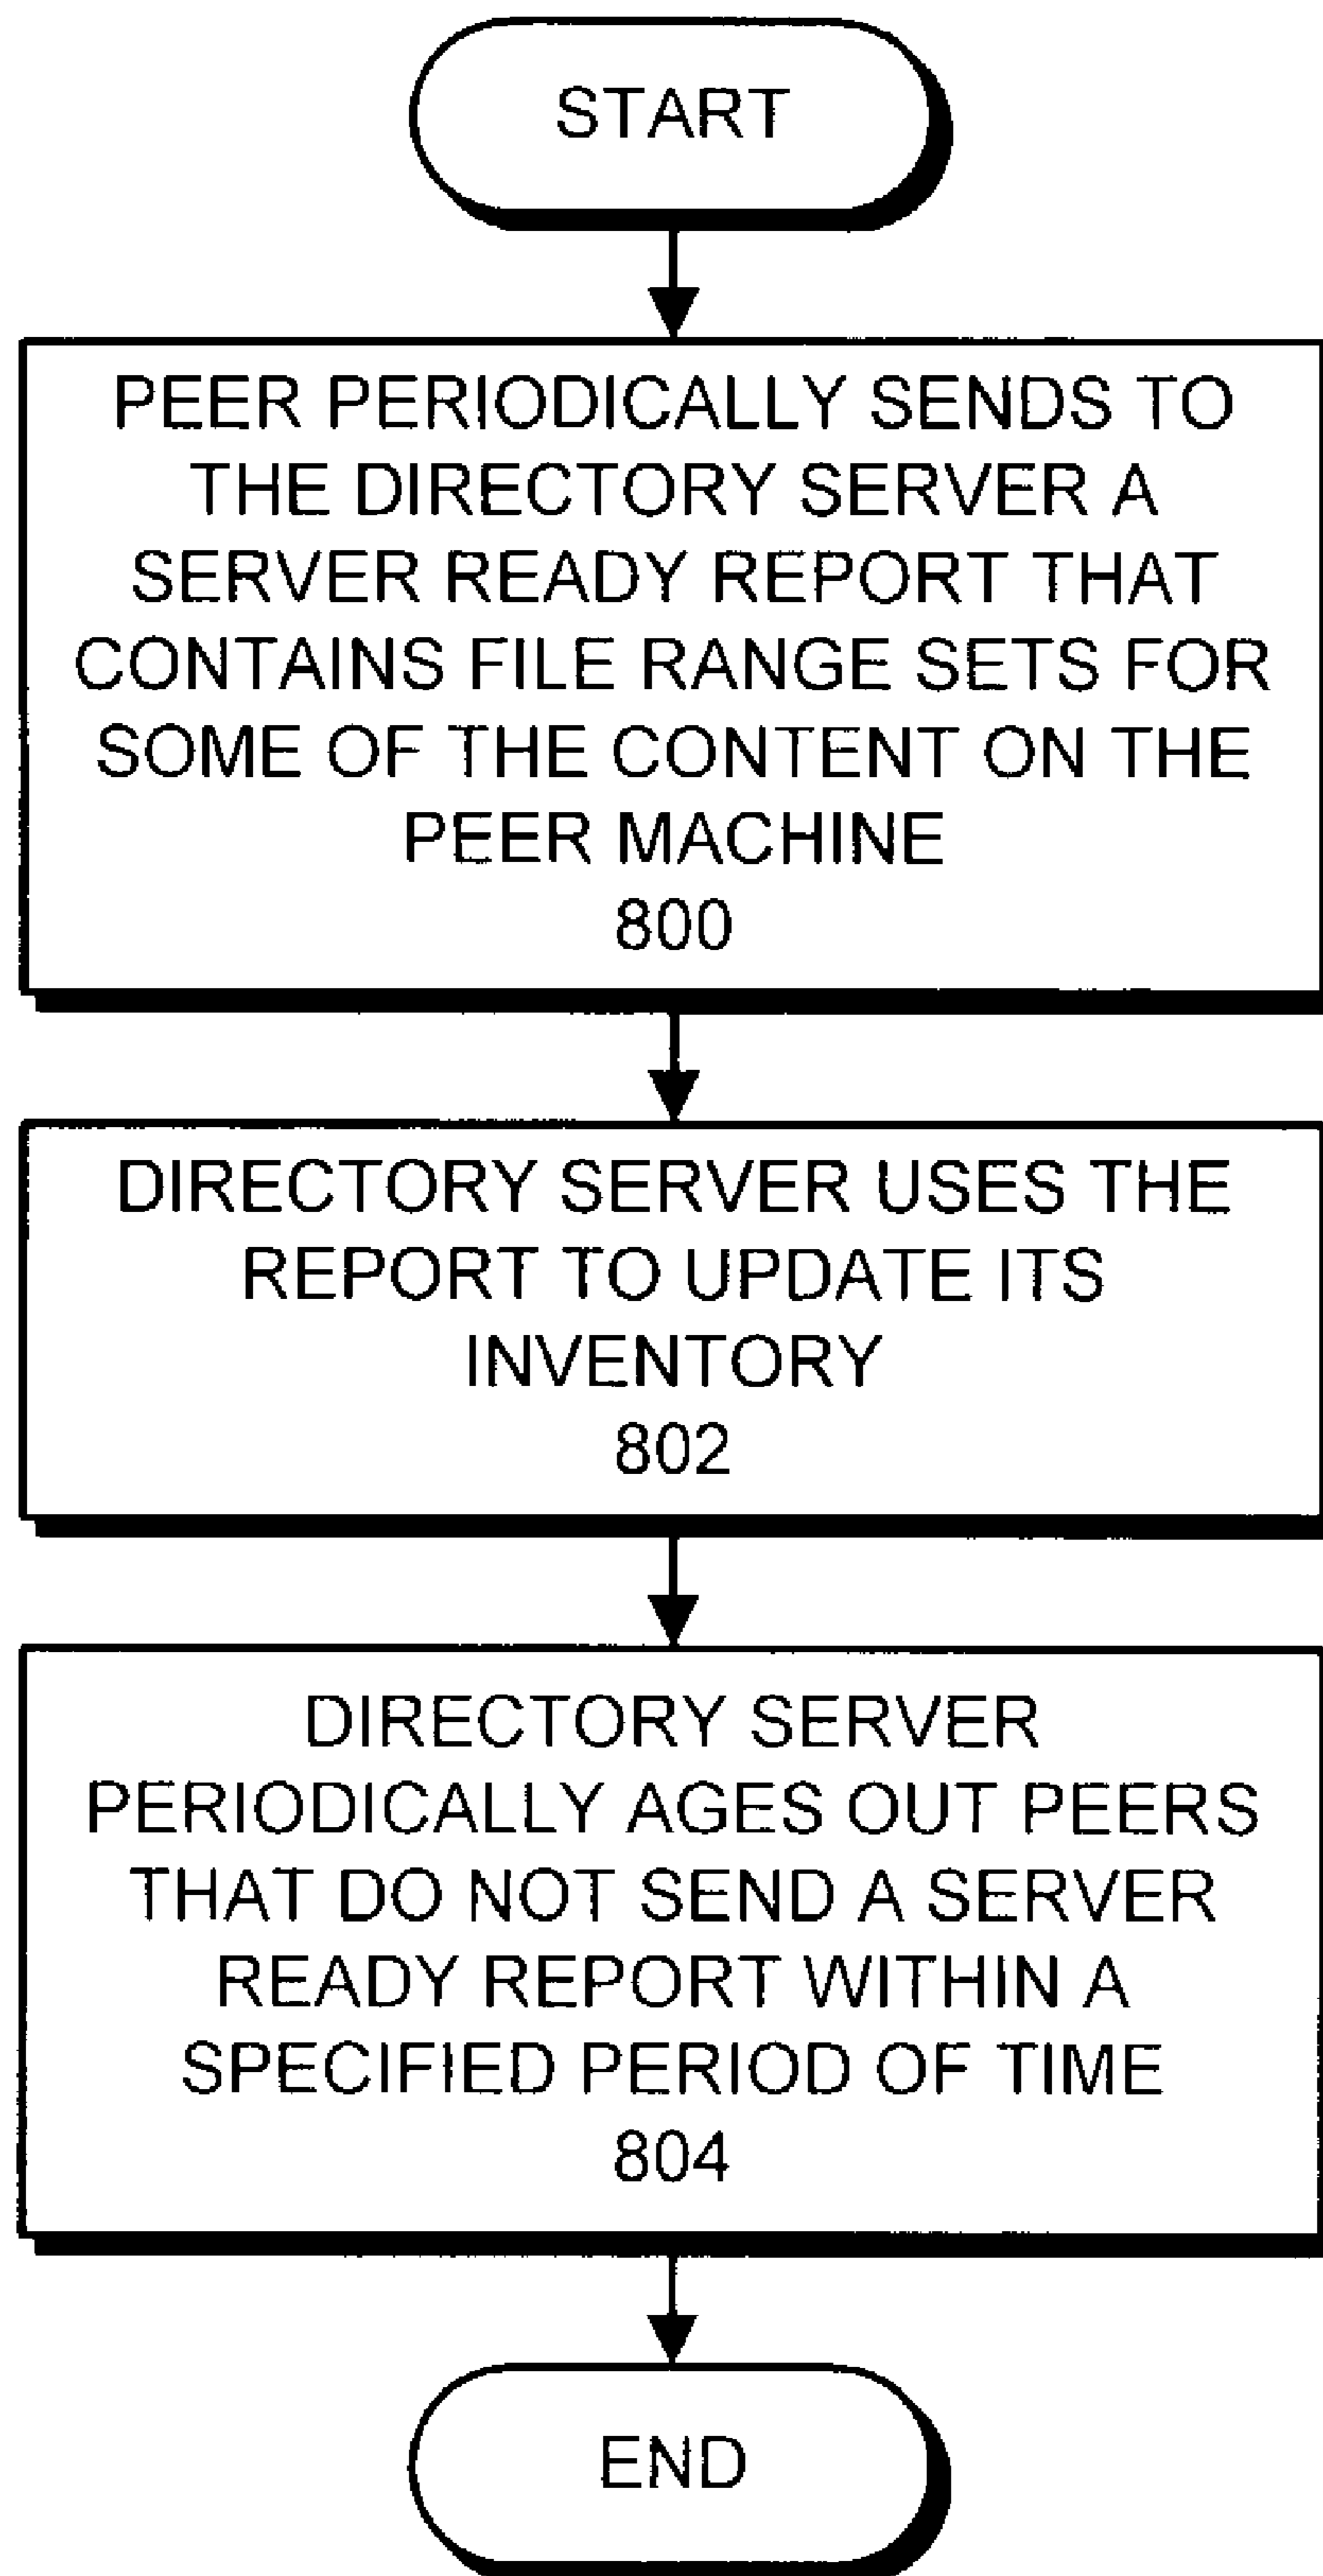 START
PEER PERIODICALLY SENDS TO
THE DIRECTORY SERVER A
SERVER READY REPORT THAT
CONTAINS FILE RANGE SETS FOR
SOME OF THE CONTENT ON THE
PEER MACHINE
800
DIRECTORY SERVER USES THE
REPORT TO UPDATE ITS
INVENTORY
802
DIRECTORY SERVER
PERIODICALLY AGES OUT PEERS
THAT DO NOT SEND A SERVER
READY REPORT WITHIN A
SPECIFIED PERIOD OF TIME
804
END